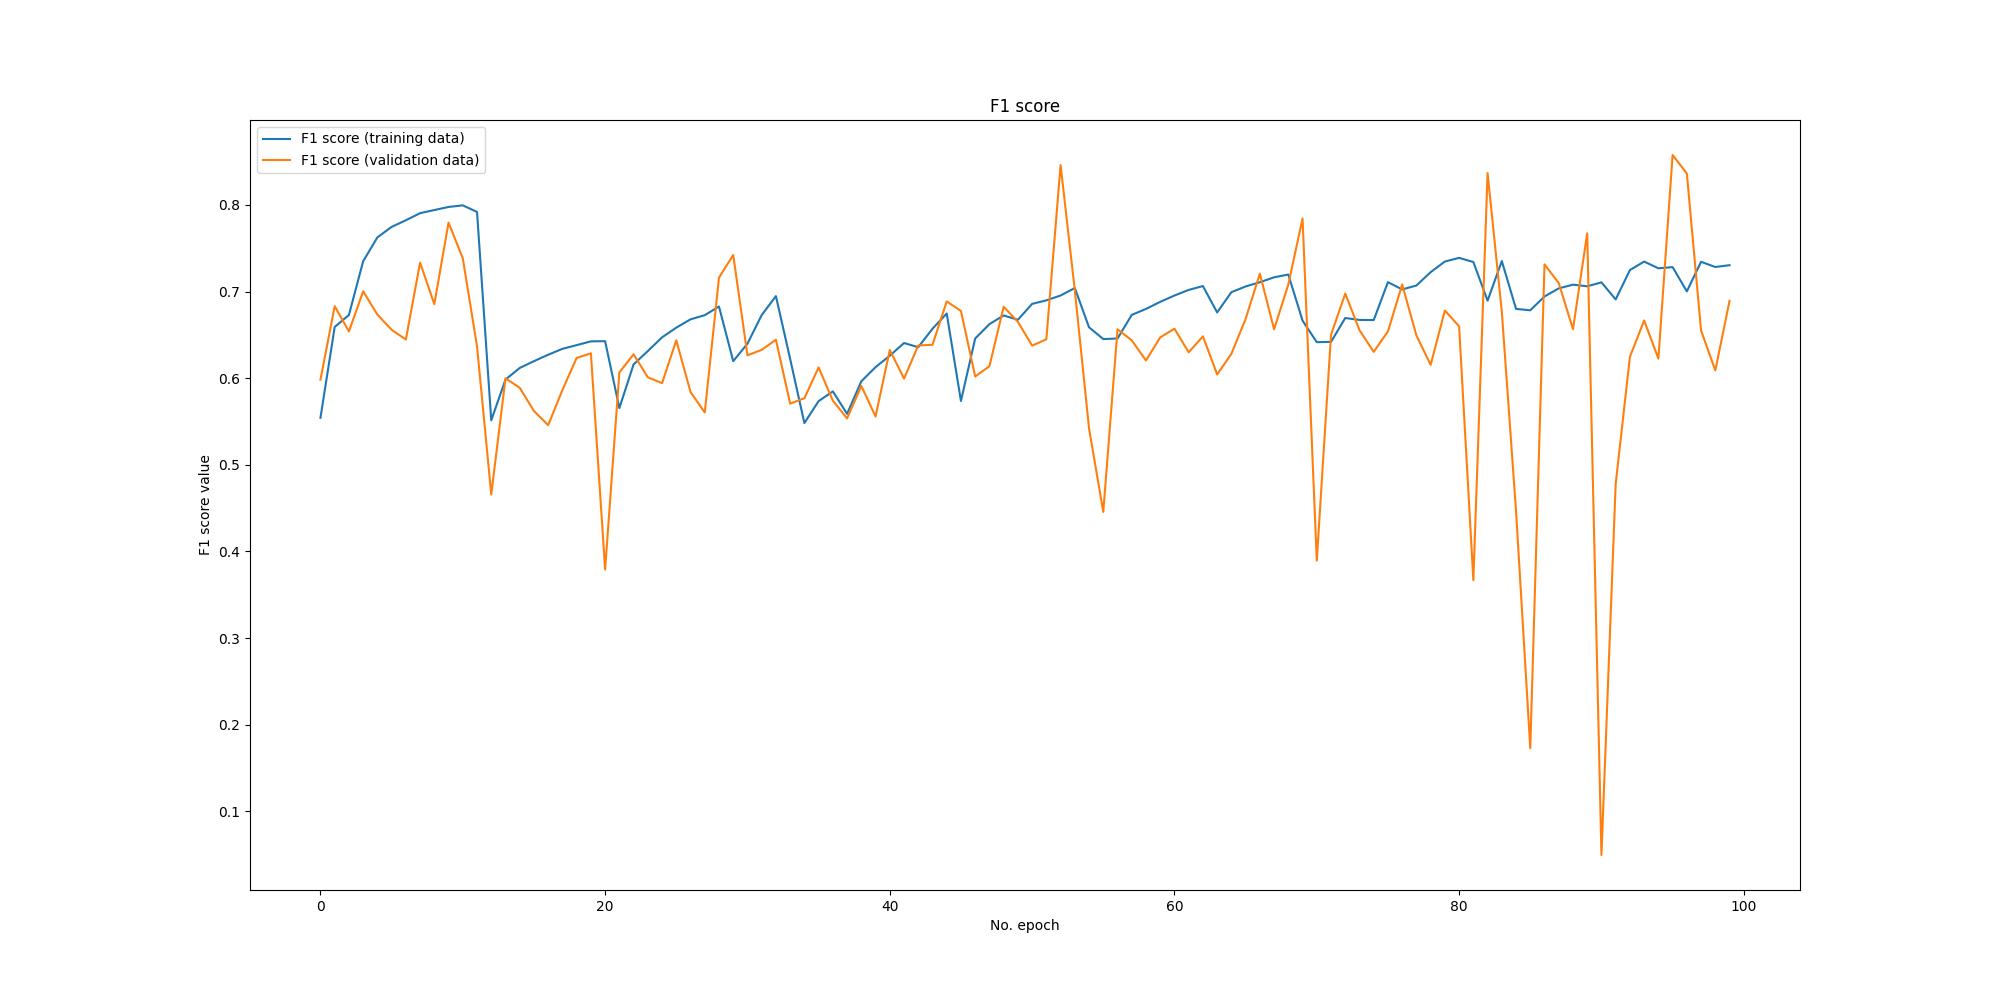 F1 score
F1 score (training data)
F1 score (validation data)
F1 score value
0.8
0.7
0.6
0.5
0.4
0.3
0.2
0.1
0 20 40 60 80 100
No. epoch